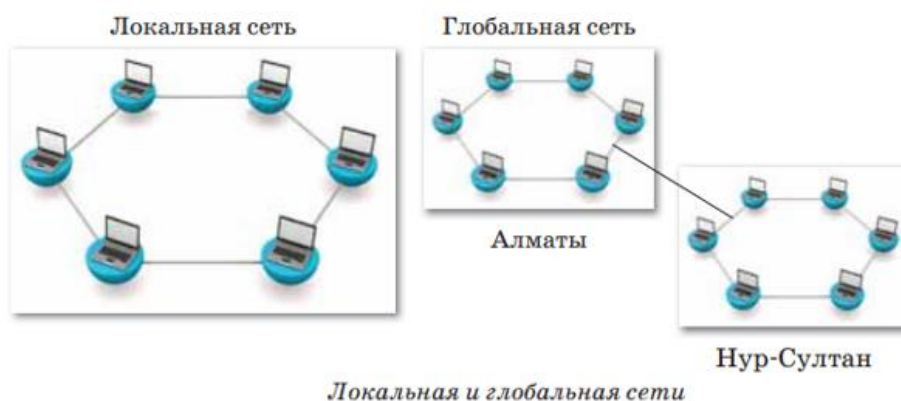 Локальная сеть
Глобальная сеть
Алматы
Нур-Султан
Локальная и глобальная сети